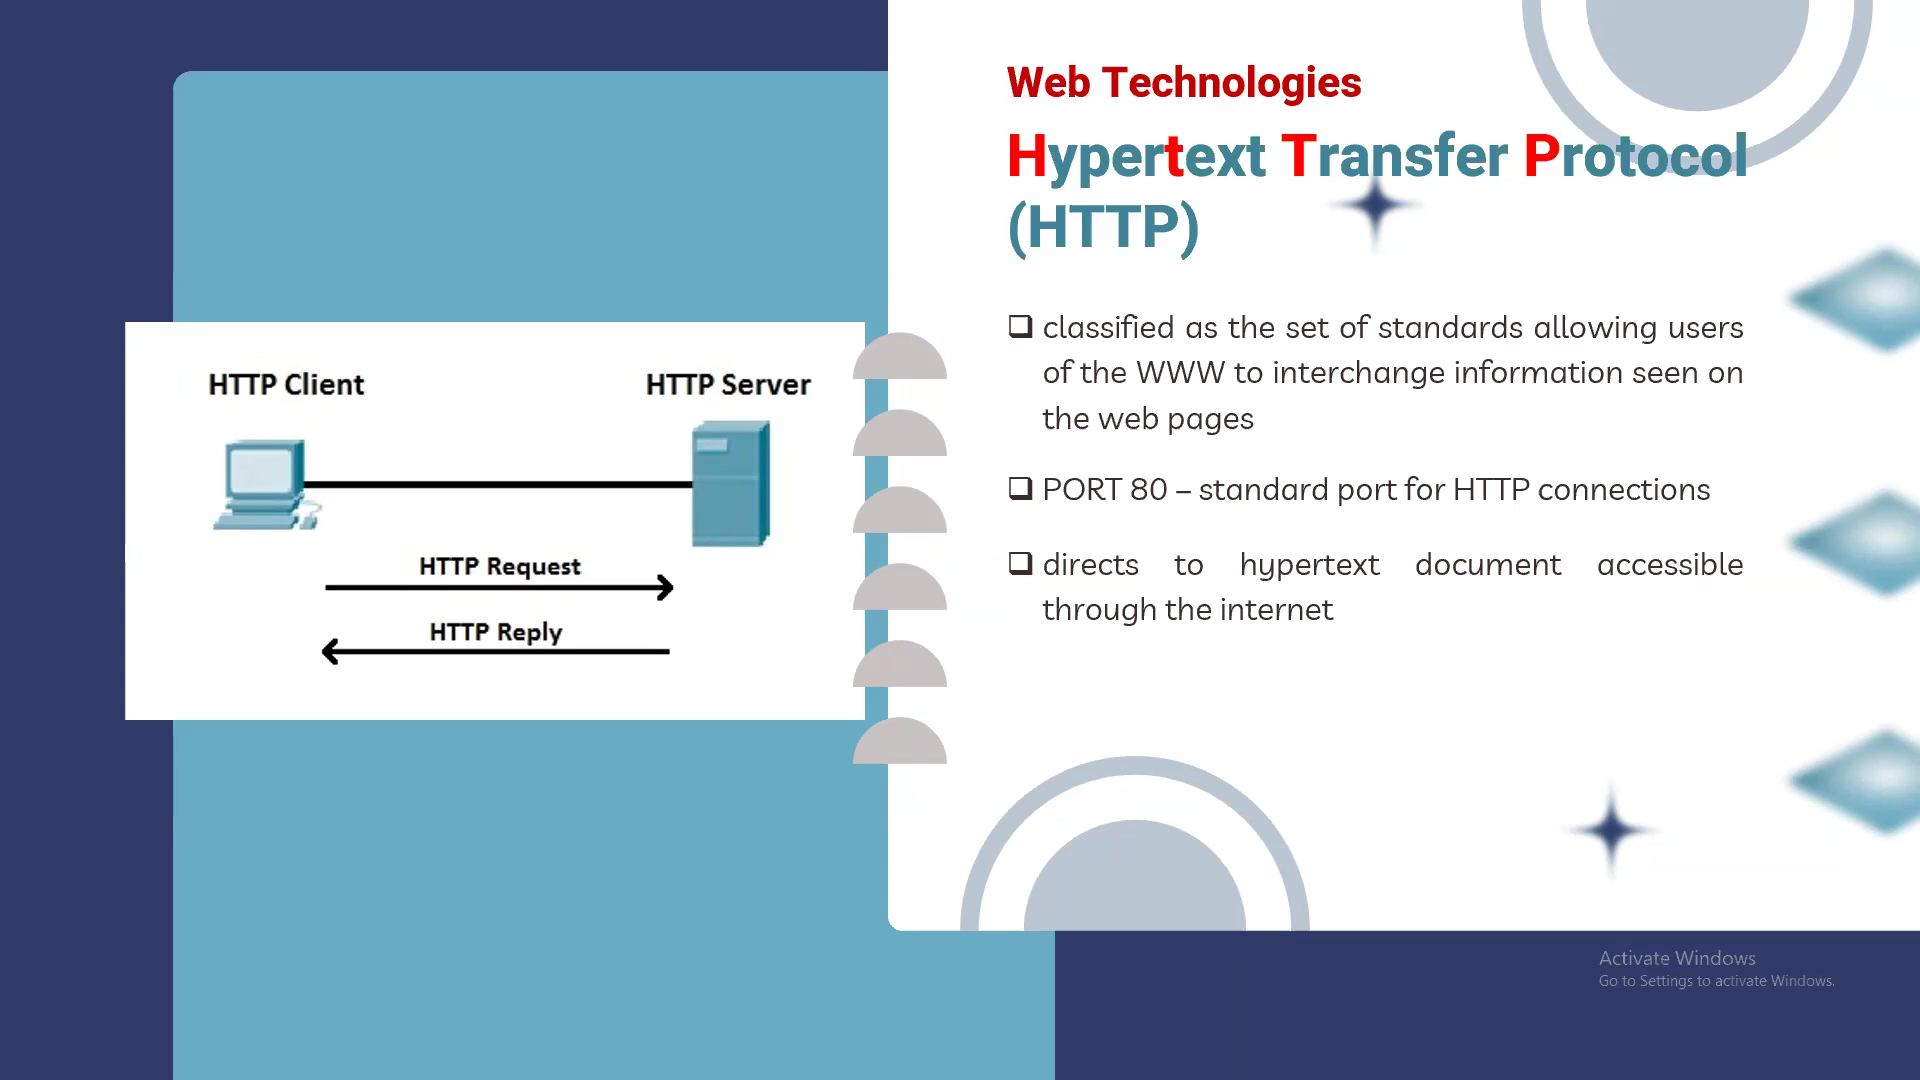 Web Technologies
Hypertext Transfer Protocol
(HTTP)
HTTP Client
HTTP Server
HTTP Request
HTTP Reply
❑ classified as the set of standards allowing users
of the WWW to interchange information seen on
the web pages
❑ PORT 80 – standard port for HTTP connections
❑ directs to hypertext document accessible
through the internet
Activate Windows
Go to Settings to activate Windows.